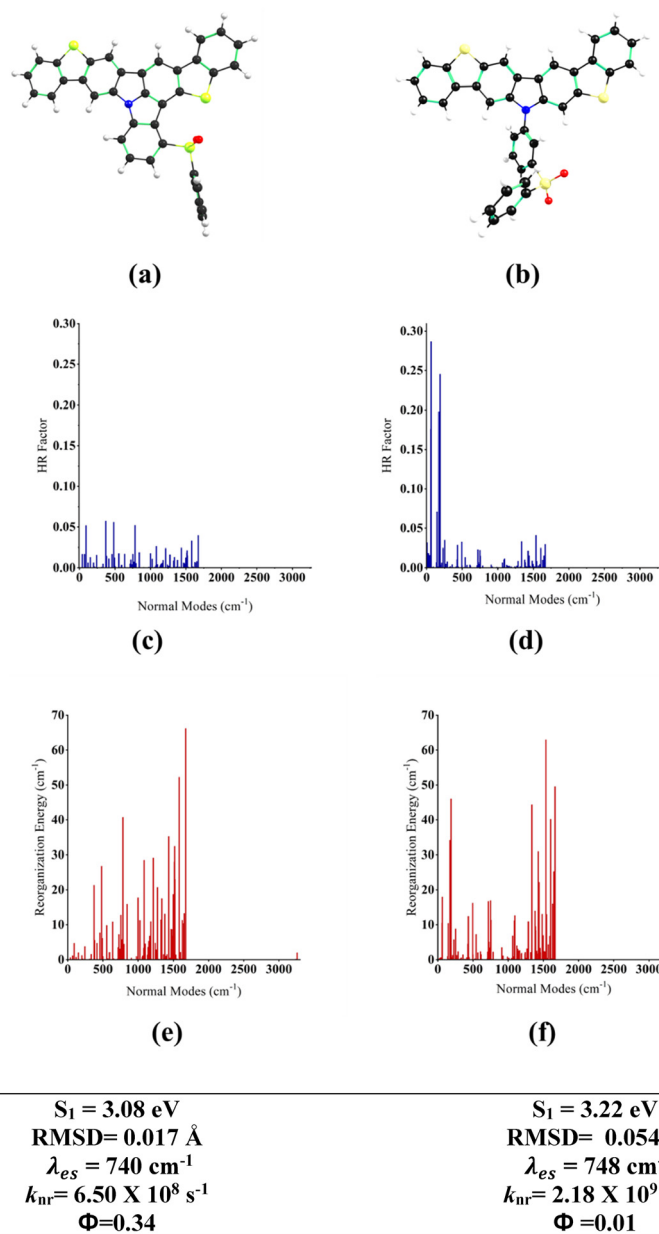 (a)
(b)
0.30
0.25
0.20
0.15
0.10
0.05
0.00
HR Factor
0 500 1000 1500 2000 2500 3000
Normal Modes (cm⁻¹)
(c)
0.30
0.25
0.20
0.15
0.10
0.05
0.00
HR Factor
0 500 1000 1500 2000 2500 3000
Normal Modes (cm⁻¹)
(d)
70
60
50
40
30
20
10
0
Reorganization Energy (cm⁻¹)
0 500 1000 1500 2000 2500 3000
Normal Modes (cm⁻¹)
(e)
70
60
50
40
30
20
10
0
Reorganization Energy (cm⁻¹)
0 500 1000 1500 2000 2500 3000
Normal Modes (cm⁻¹)
(f)
S₁ = 3.08 eV
RMSD= 0.017 Å
λₑₛ = 740 cm⁻¹
kₙᵣ= 6.50 X 10⁸ s⁻¹
Φ=0.34
S₁ = 3.22 eV
RMSD= 0.054
λₑₛ = 748
kₙᵣ= 2.18 X 10⁹
Φ =0.01